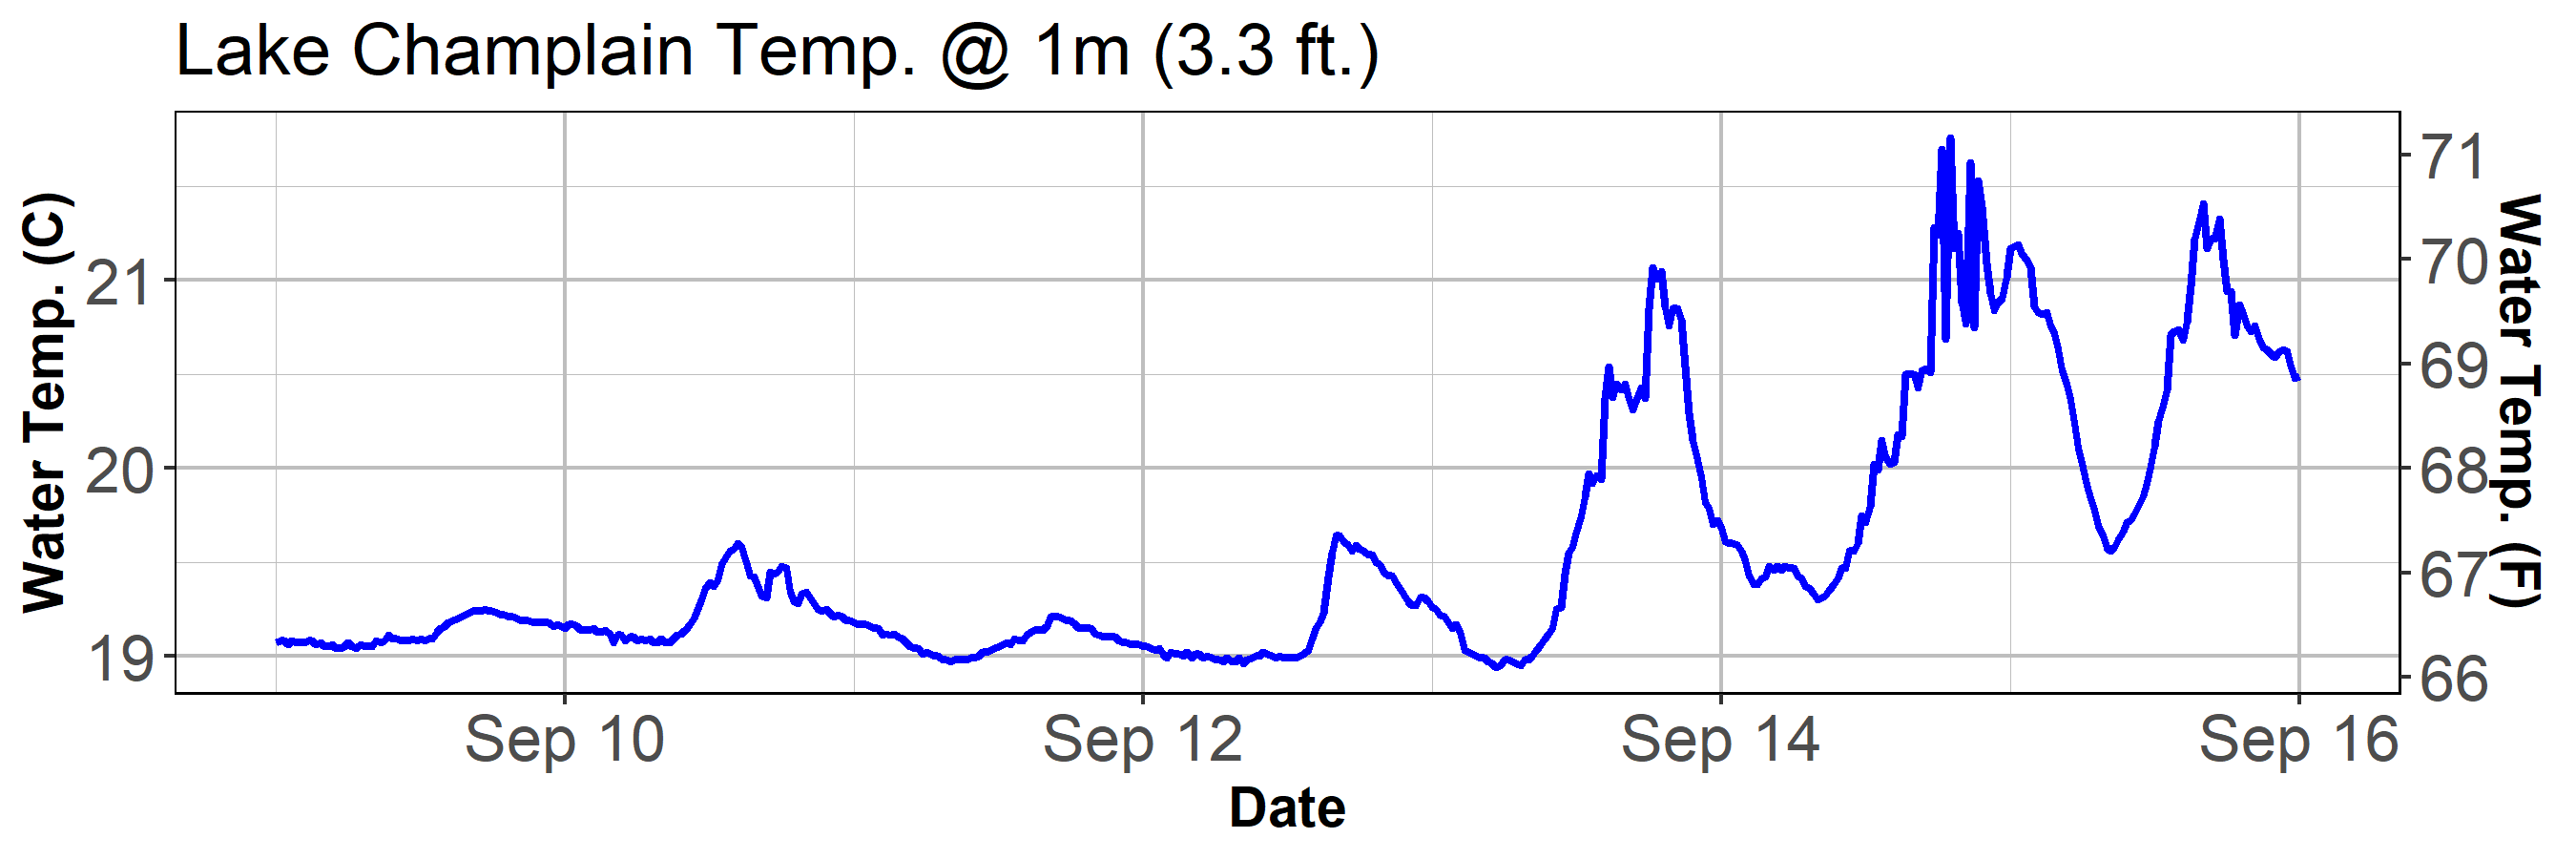 Lake Champlain Temp. @ 1m (3.3 ft.)
Water Temp. (C)
21
20
19
71
70
69
68
67
66
Water Temp. (F)
Sep 10
Sep 12
Sep 14
Sep 16
Date